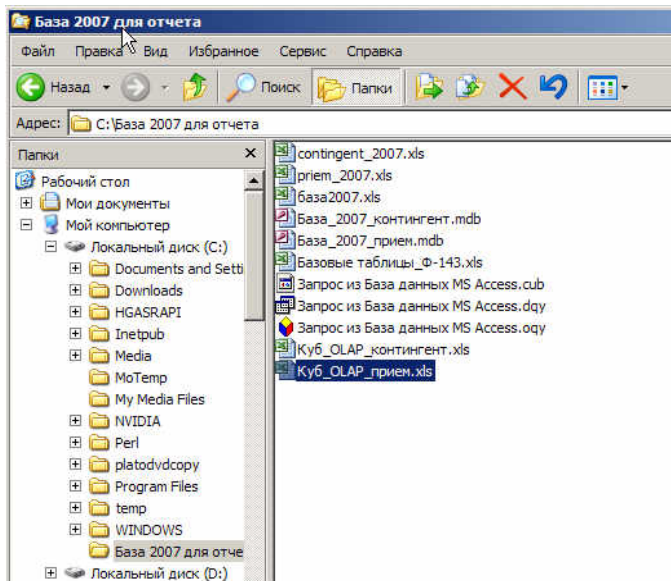 База 2007 для отчета
Файл Правка Вид Избранное Сервис Справка
Назад Поиск Папки
Адрес: C:\База 2007 для отчета
Папки
Рабочий стол
Мои документы
Мой компьютер
Локальный диск (C:)
Documents and Setti
Downloads
HGASRAPI
Inetpub
Media
MoTemp
My Media Files
NVIDIA
Perl
platodvdcopy
Program Files
temp
WINDOWS
База 2007 для отче
Локальный диск (D:)
contingent_2007.xls
priem_2007.xls
база2007.xls
База_2007_контингент.mdb
База_2007_прием.mdb
Базовые таблицы_Ф-143.xls
Запрос из База данных MS Access.cub
Запрос из База данных MS Access.dqy
Запрос из База данных MS Access.oqy
Куб_OLAP_контингент.xls
Куб_OLAP_прием.xls